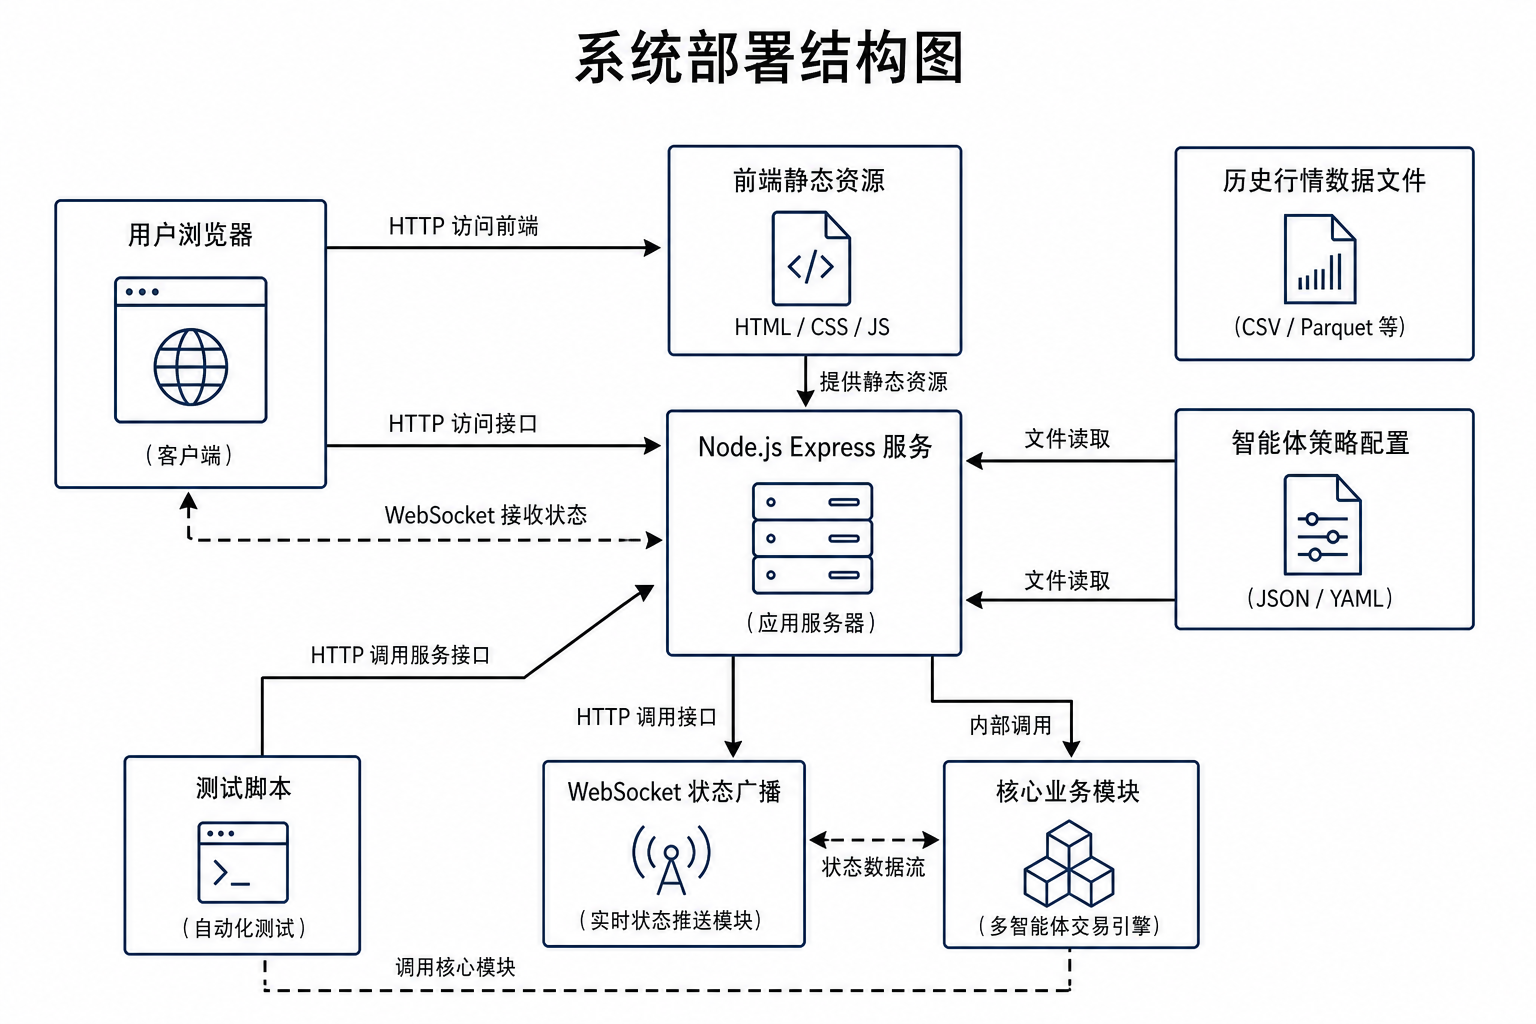 系统部署结构图
用户浏览器
(客户端)
HTTP 访问前端
前端静态资源
</>
HTML / CSS / JS
历史行情数据文件
(CSV / Parquet 等)
提供静态资源
HTTP 访问接口
Node.js Express 服务
(应用服务器)
文件读取
智能体策略配置
(JSON / YAML)
文件读取
WebSocket 接收状态
HTTP 调用服务接口
HTTP 调用接口
内部调用
测试脚本
>_
(自动化测试)
WebSocket 状态广播
(实时状态推送模块)
状态数据流
核心业务模块
(多智能体交易引擎)
调用核心模块